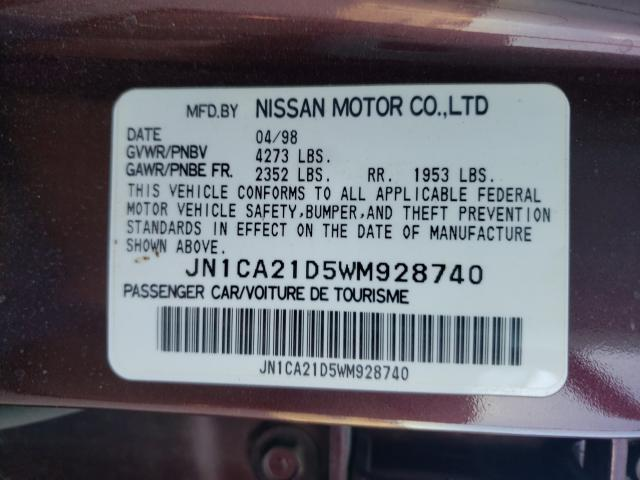 MFD.BY NISSAN MOTOR CO.,LTD
DATE 04/98
GVWR/PNBV 4273 LBS.
GAWR/PNBE FR. 2352 LBS. RR. 1953 LBS.
THIS VEHICLE CONFORMS TO ALL APPLICABLE FEDERAL
MOTOR VEHICLE SAFETY,BUMPER,AND THEFT PREVENTION
STANDARDS IN EFFECT ON THE DATE OF MANUFACTURE
SHOWN ABOVE.
JN1CA21D5WM928740
PASSENGER CAR/VOITURE DE TOURISME
JN1CA21D5WM928740